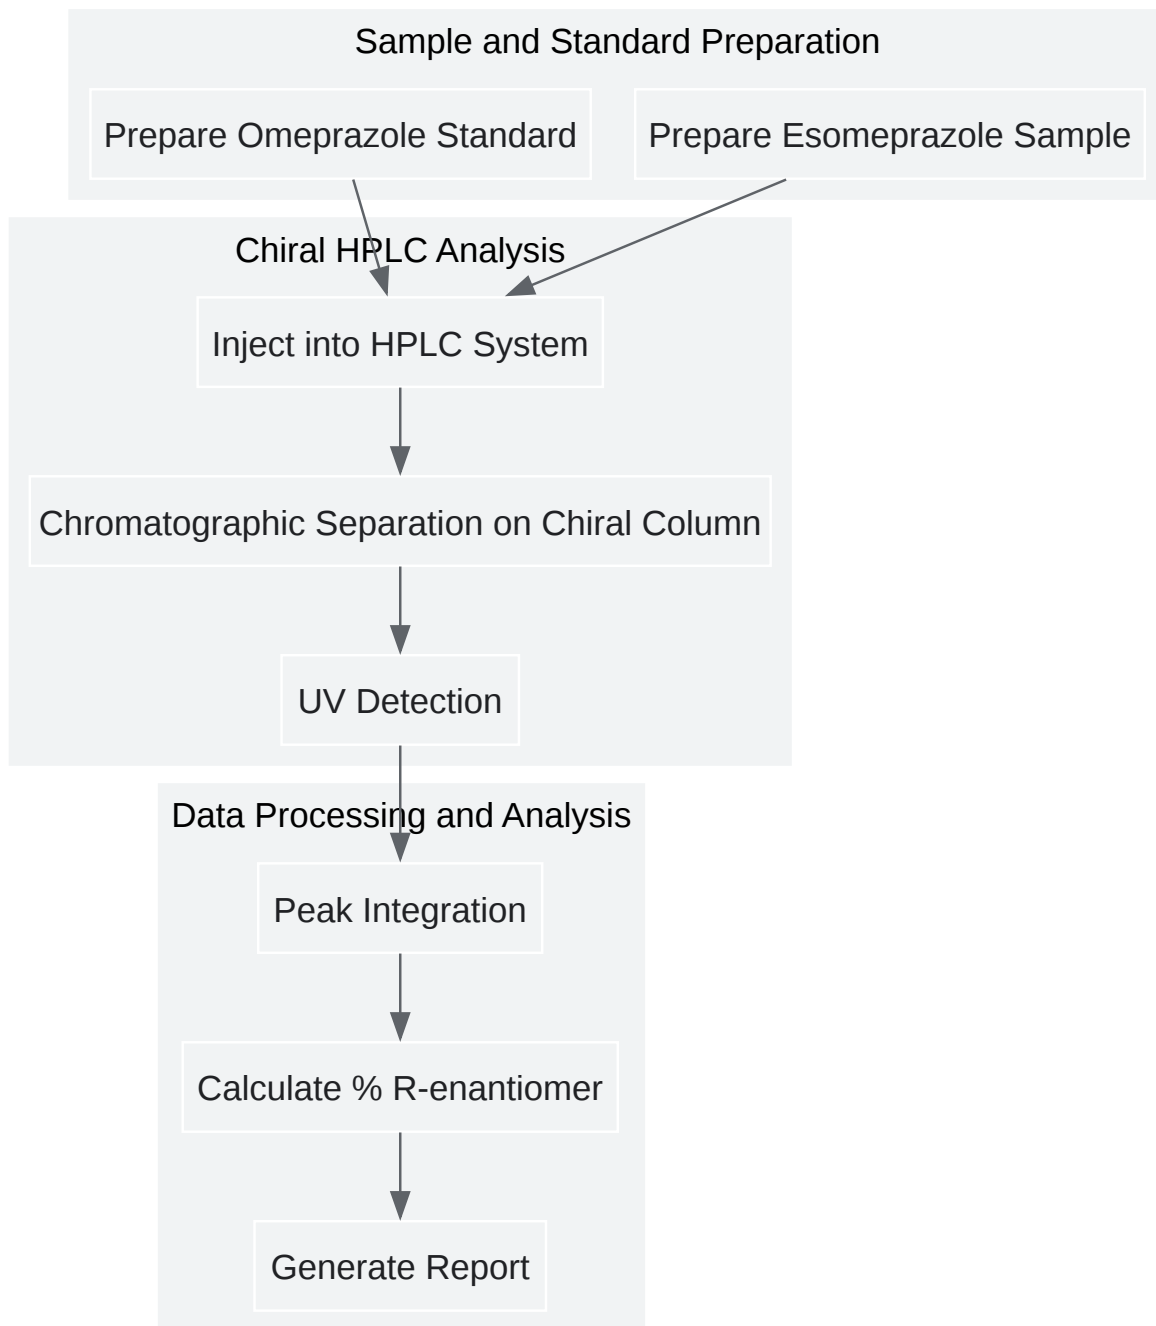 Sample and Standard Preparation
Prepare Omeprazole Standard
Prepare Esomeprazole Sample
Chiral HPLC Analysis
Inject into HPLC System
Chromatographic Separation on Chiral Column
UV Detection
Data Processing and Analysis
Peak Integration
Calculate % R-enantiomer
Generate Report